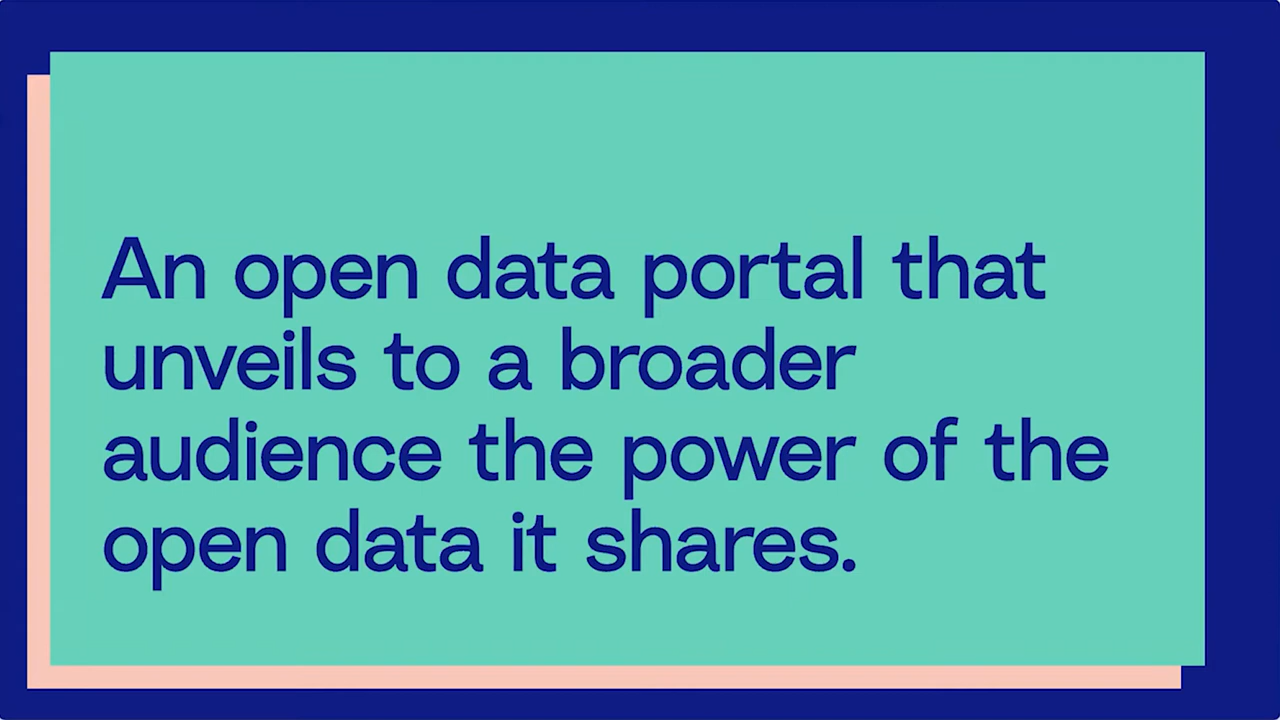 An open data portal that
unveils to a broader
audience the power of the
open data it shares.